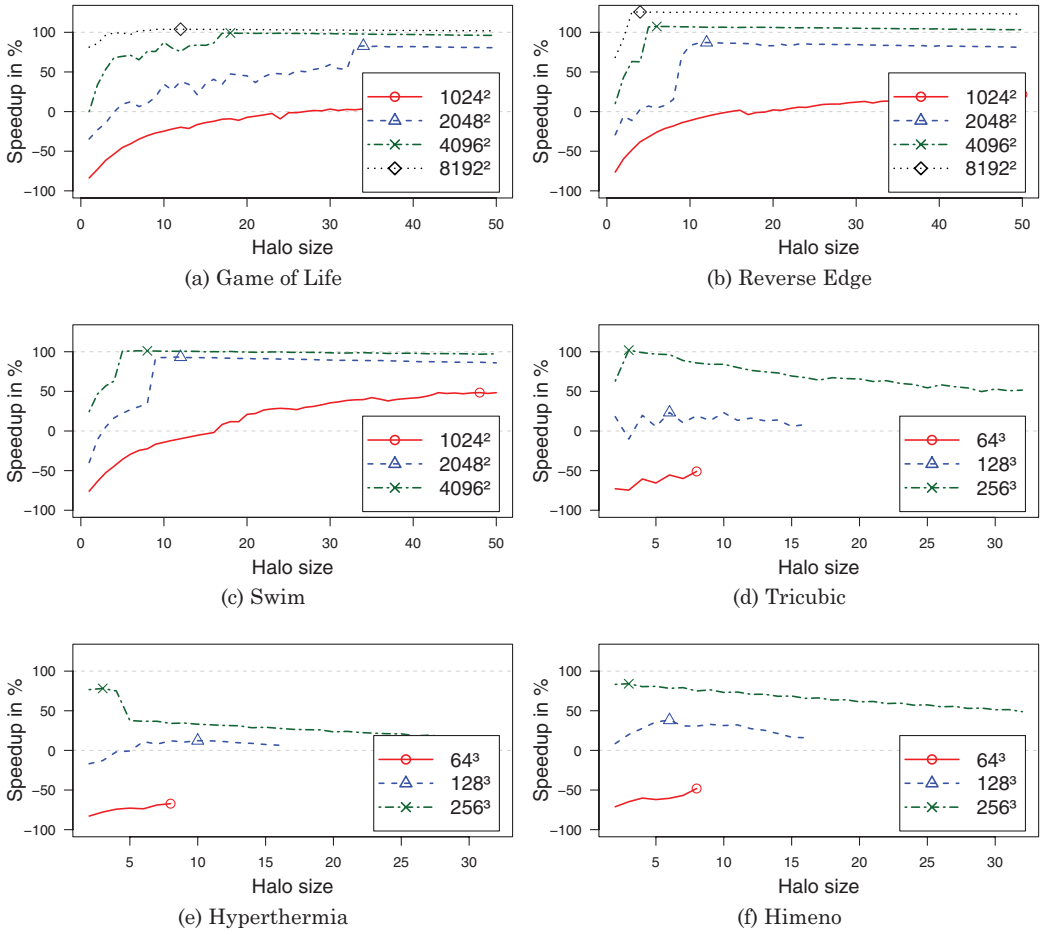 Speedup in %
100
50
0
−50
−100
1024²
2048²
4096²
8192²
0 10 20 30 40 50
Halo size
(a) Game of Life
Speedup in %
100
50
0
−50
−100
1024²
2048²
4096²
8192²
0 10 20 30 40 50
Halo size
(b) Reverse Edge
Speedup in %
100
50
0
−50
−100
1024²
2048²
4096²
0 10 20 30 40 50
Halo size
(c) Swim
Speedup in %
100
50
0
−50
−100
64³
128³
256³
5 10 15 20 25 30
Halo size
(d) Tricubic
Speedup in %
100
50
0
−50
−100
64³
128³
256³
5 10 15 20 25 30
Halo size
(e) Hyperthermia
Speedup in %
100
50
0
−50
−100
64³
128³
256³
5 10 15 20 25 30
Halo size
(f) Himeno